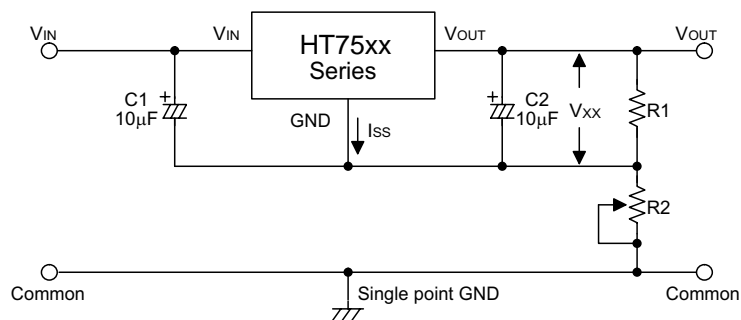 VIN
VIN
HT75xx
Series
VOUT
VOUT
C1
10μF
GND
ISS
C2
10μF
VXX
R1
R2
Common
Single point GND
Common